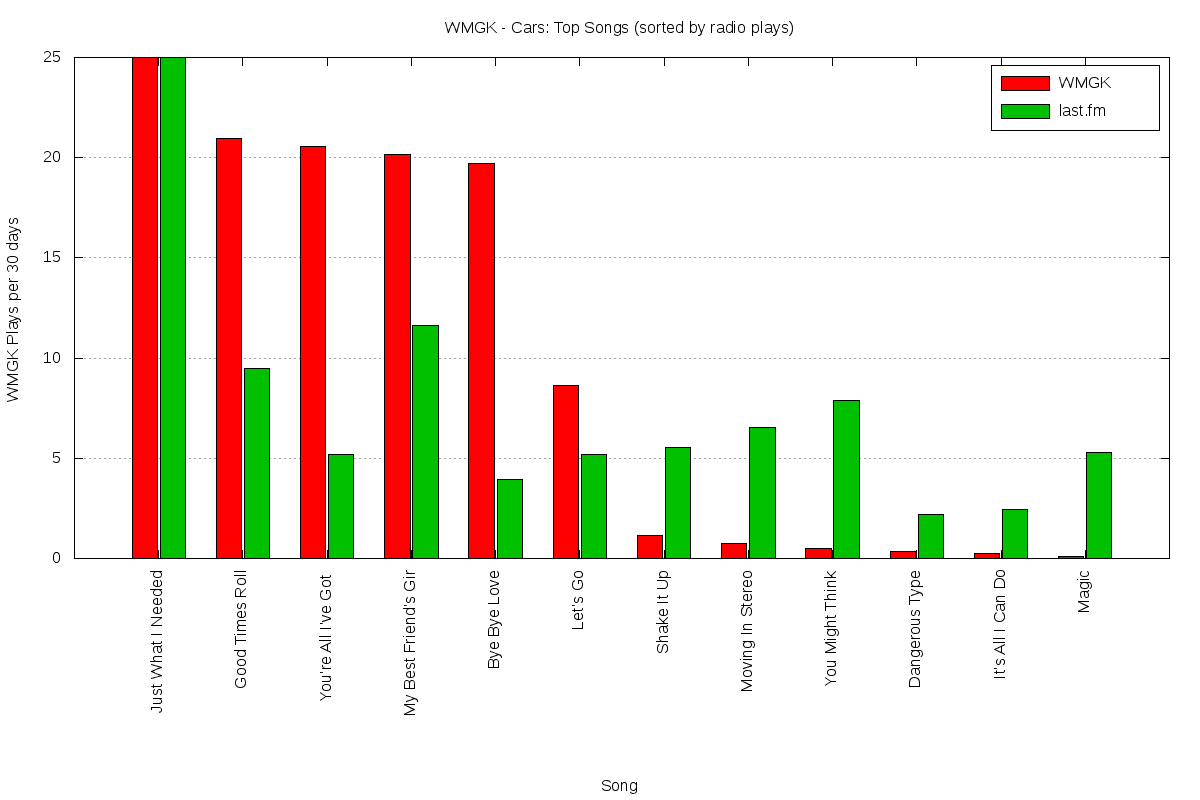 WMGK - Cars: Top Songs (sorted by radio plays)
WMGK
last.fm
WMGK Plays per 30 days
25
20
15
10
5
0
Just What I Needed
Good Times Roll
You're All I've Got
My Best Friend's Gir
Bye Bye Love
Let's Go
Shake It Up
Moving In Stereo
You Might Think
Dangerous Type
It's All I Can Do
Magic
Song